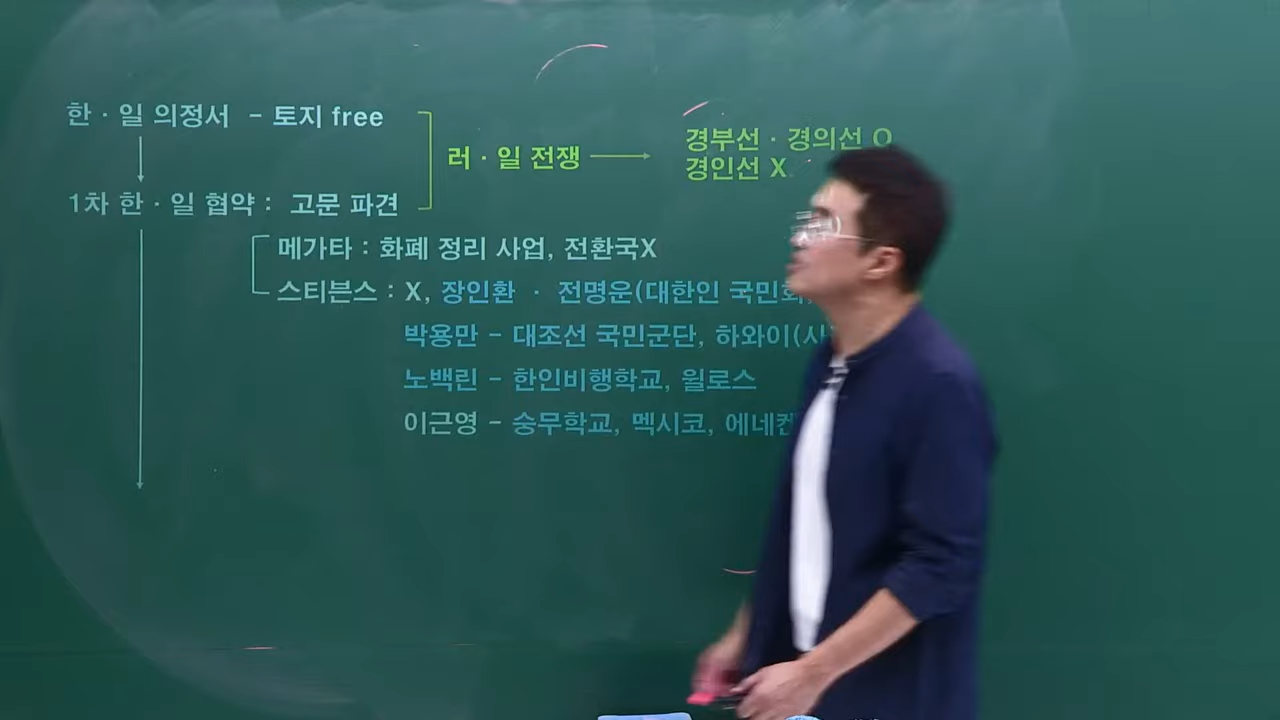 한 · 일 의정서 - 토지 free
러 · 일 전쟁
경부선 · 경의선 O
경인선 X
1차 한 · 일 협약 : 고문 파견
메가타 : 화폐 정리 사업, 전환국X
스티븐스 : X, 장인환 · 전명운(대한인 국민회,
박용만 - 대조선 국민군단, 하와이(사
노백린 - 한인비행학교, 윌로스
이근영 - 숭무학교, 멕시코, 에네켄